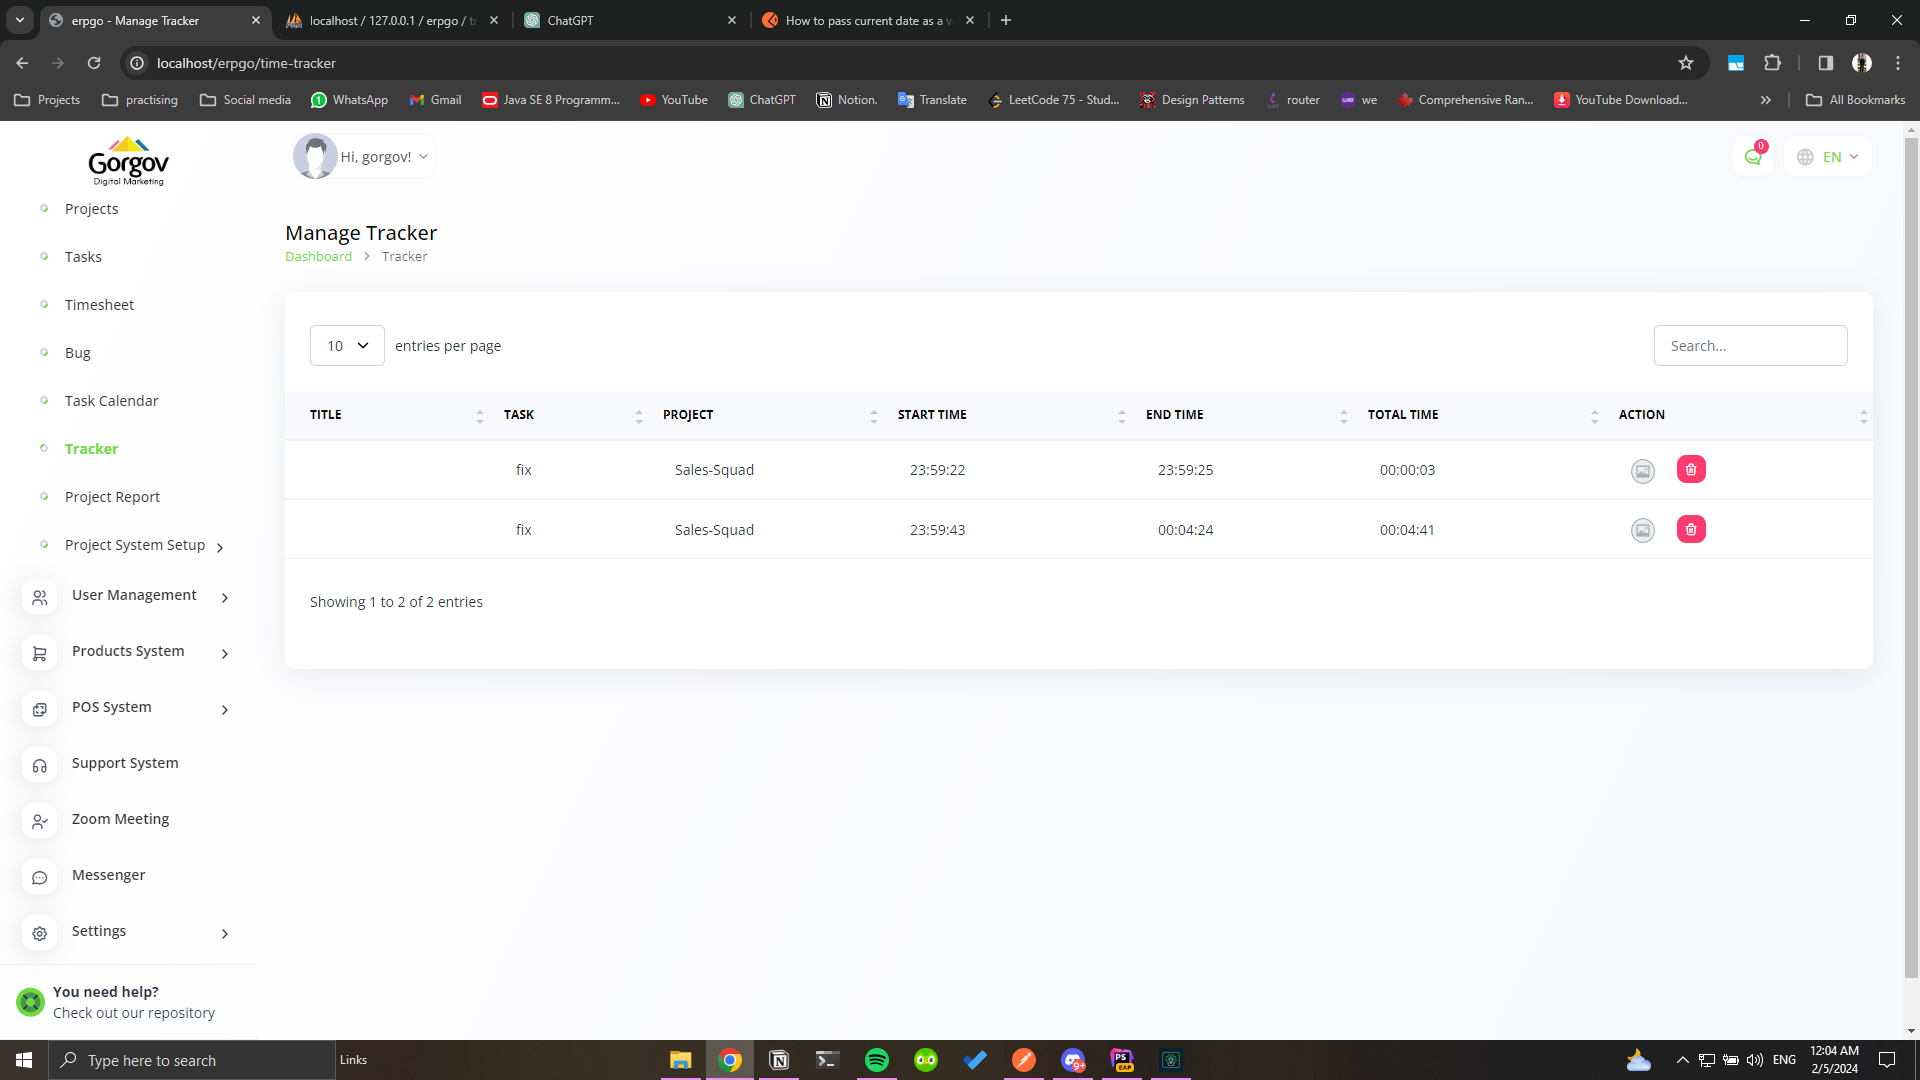 erpgo - Manage Tracker
localhost / 127.0.0.1 / erpgo / t
ChatGPT
How to pass current date as a v
localhost/erpgo/time-tracker
Projects
practising
Social media
WhatsApp
Gmail
Java SE 8 Programm...
YouTube
ChatGPT
Notion.
Translate
LeetCode 75 - Stud...
Design Patterns
router
we
Comprehensive Ran...
YouTube Download...
All Bookmarks
Gorgov
Digital Marketing
Hi, gorgov!
0
EN
Projects
Tasks
Timesheet
Bug
Task Calendar
Tracker
Project Report
Project System Setup
User Management
Products System
POS System
Support System
Zoom Meeting
Messenger
Settings
You need help?
Check out our repository
Manage Tracker
Dashboard > Tracker
10 entries per page
Search...
TITLE TASK PROJECT START TIME END TIME TOTAL TIME ACTION
fix Sales-Squad 23:59:22 23:59:25 00:00:03
fix Sales-Squad 23:59:43 00:04:24 00:04:41
Showing 1 to 2 of 2 entries
Type here to search
Links
9+
PS
EAP
ENG
12:04 AM
2/5/2024